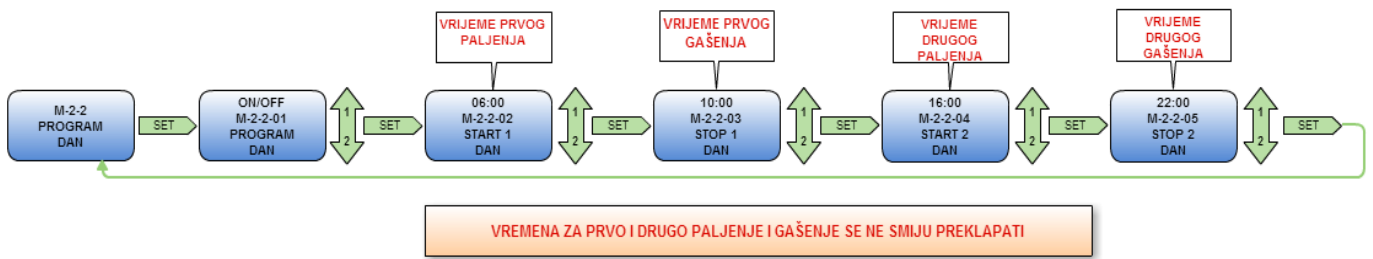 VRIJEME PRVOG
PALJENJA
VRIJEME PRVOG
GAŠENJA
VRIJEME
DRUGOG
PALJENJA
VRIJEME
DRUGOG
GAŠENJA
M-2-2
PROGRAM
DAN
SET
ON/OFF
M-2-2-01
PROGRAM
DAN
1
2
SET
06:00
M-2-2-02
START 1
DAN
1
2
SET
10:00
M-2-2-03
STOP 1
DAN
1
2
SET
16:00
M-2-2-04
START 2
DAN
1
2
SET
22:00
M-2-2-05
STOP 2
DAN
1
2
SET
VREMENA ZA PRVO I DRUGO PALJENJE I GAŠENJE SE NE SMIJU PREKLAPATI